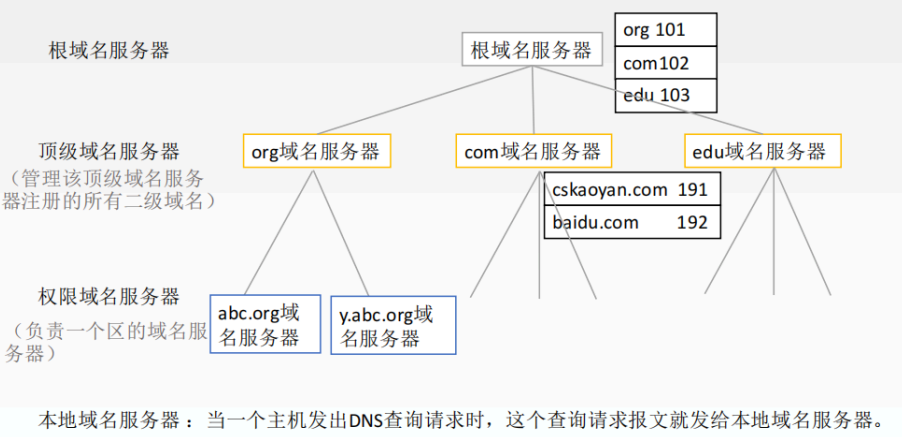 根域名服务器
根域名服务器
org 101
com102
edu 103
顶级域名服务器
（管理该顶级域名服务
器注册的所有二级域名）
org域名服务器
com域名服务器
edu域名服务器
cskaoyan.com 191
baidu.com 192
权限域名服务器
（负责一个区的域名服
务器）
abc.org域
名服务器
y.abc.org域
名服务器
本地域名服务器：当一个主机发出DNS查询请求时，这个查询请求报文就发给本地域名服务器。